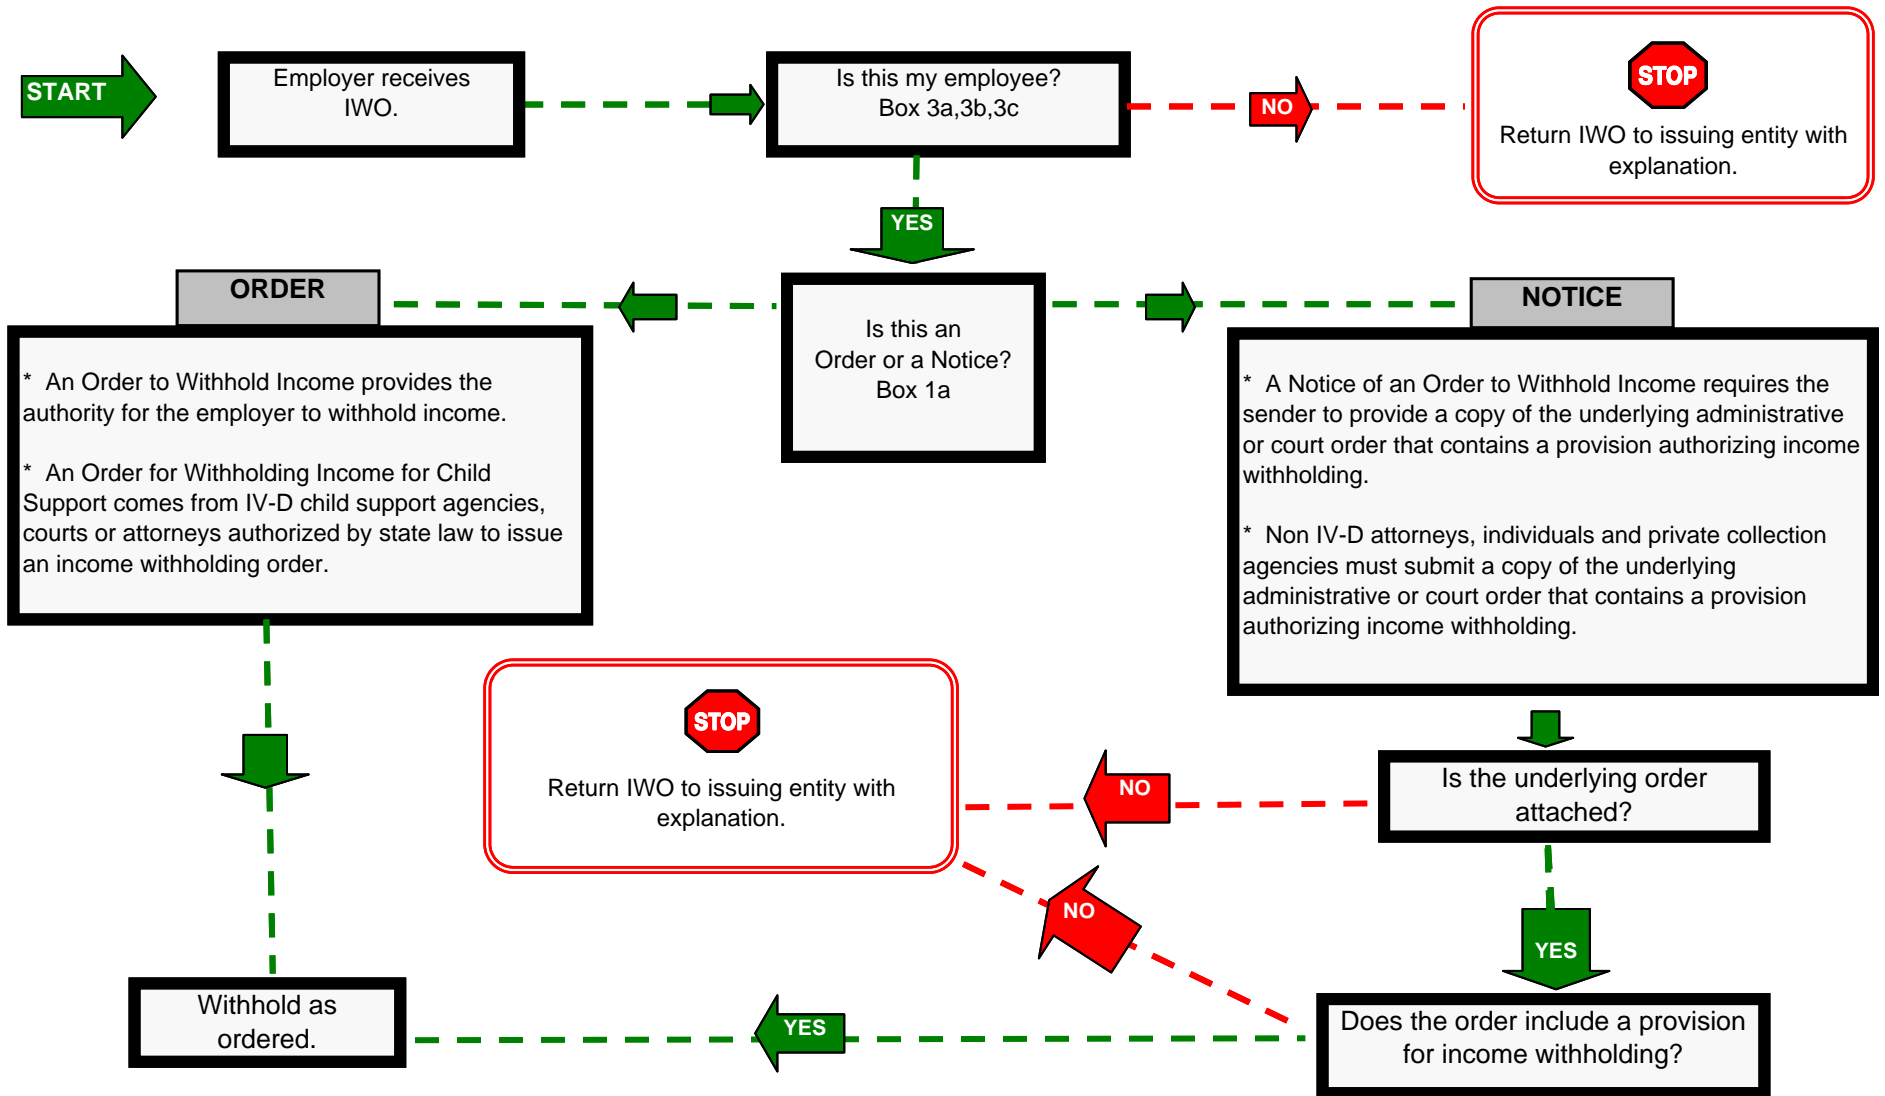 START
Employer receives
IWO.
Is this my employee?
Box 3a,3b,3c
NO
STOP
Return IWO to issuing entity with
explanation.
YES
ORDER
* An Order to Withhold Income provides the
authority for the employer to withhold income.
* An Order for Withholding Income for Child
Support comes from IV-D child support agencies,
courts or attorneys authorized by state law to issue
an income withholding order.
Is this an
Order or a Notice?
Box 1a
NOTICE
* A Notice of an Order to Withhold Income requires the
sender to provide a copy of the underlying administrative
or court order that contains a provision authorizing income
withholding.
* Non IV-D attorneys, individuals and private collection
agencies must submit a copy of the underlying
administrative or court order that contains a provision
authorizing income withholding.
STOP
Return IWO to issuing entity with
explanation.
NO
Is the underlying order
attached?
NO
YES
Withhold as
ordered.
YES
Does the order include a provision
for income withholding?